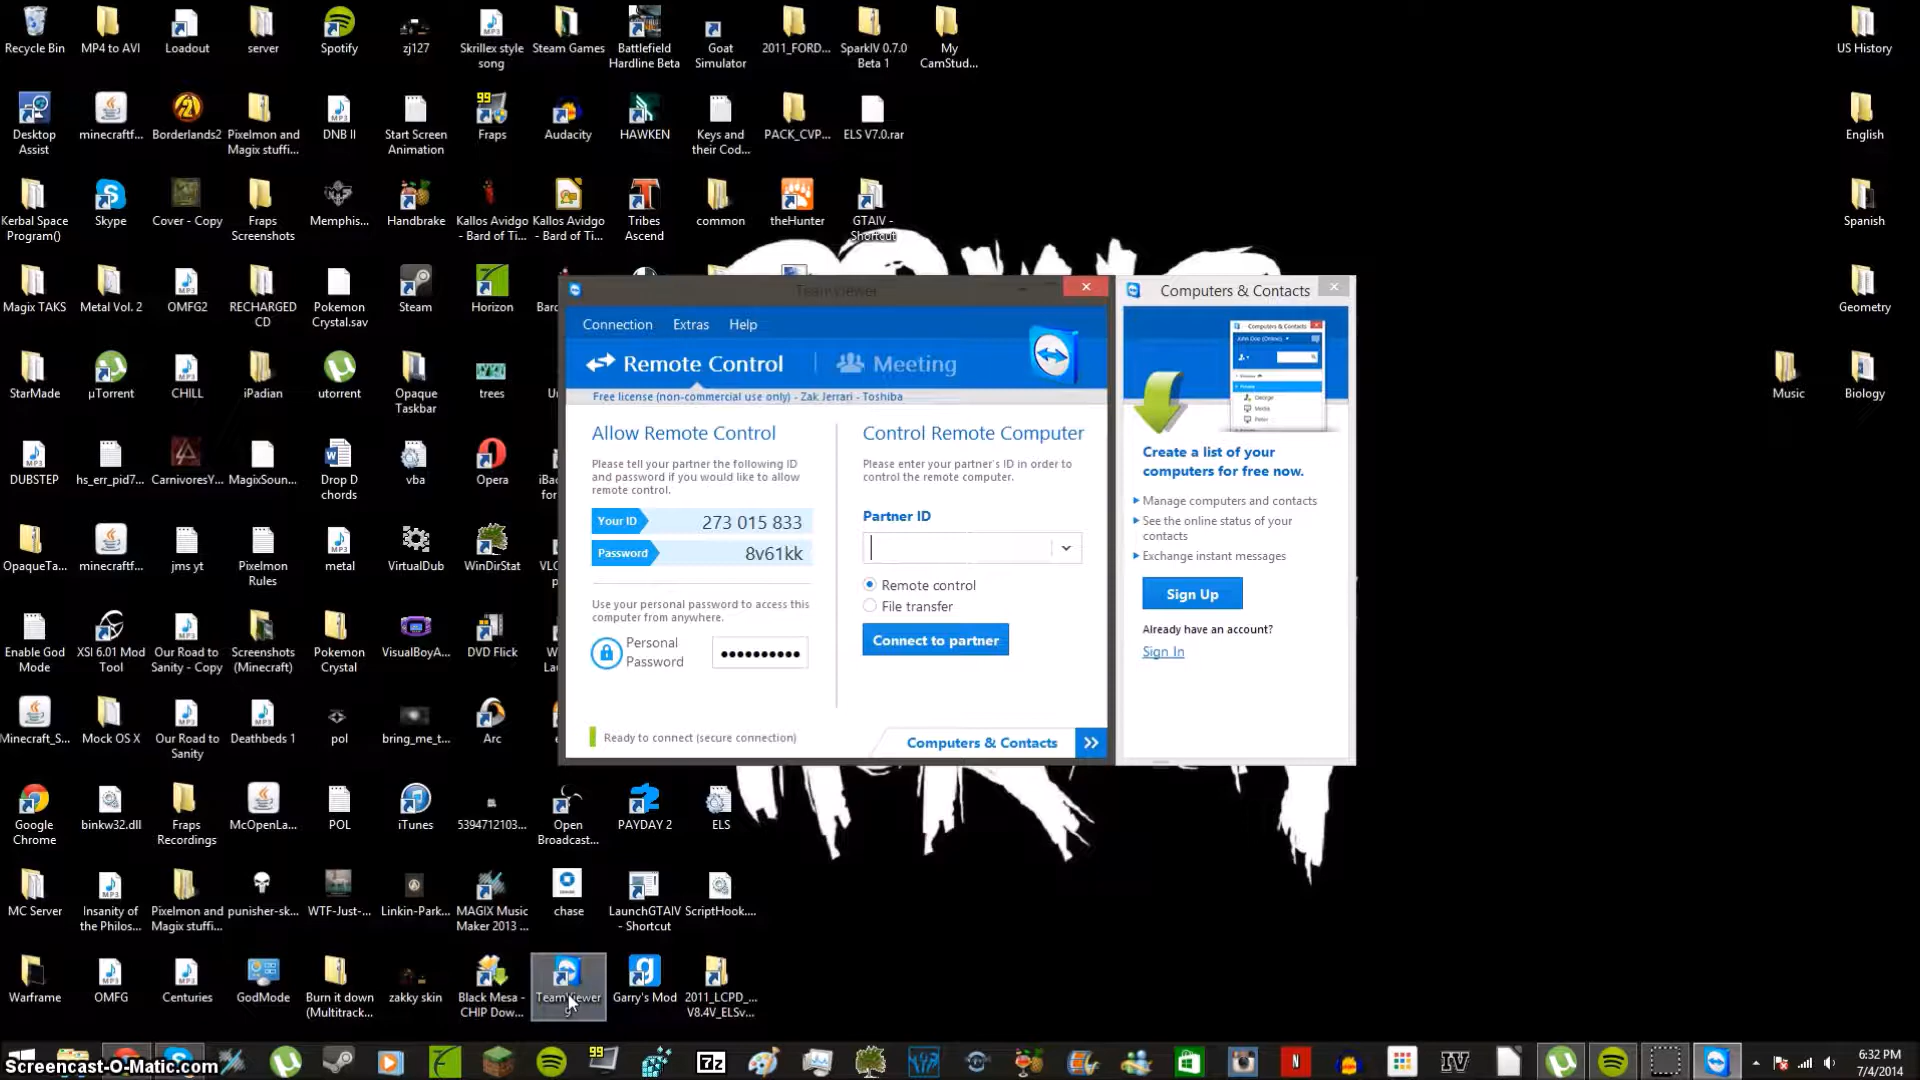 Recycle Bin
MP4 to AVI
Loadout
server
Spotify
zj127
Skrillex style
song
Steam Games
Battlefield
Hardline Beta
Goat
Simulator
2011_FORD...
SparkIV 0.7.0
Beta 1
My
CamStud...
US History
Desktop
Assist
minecraftf...
Borderlands2
Pixelmon and
Magix stuffi...
DNB II
Start Screen
Animation
Fraps
Audacity
HAWKEN
Keys and
their Cod...
PACK_CVP...
ELS V7.0.rar
English
Kerbal Space
Program()
Skype
Cover - Copy
Fraps
Screenshots
Memphis...
Handbrake
Kallos Avidgo
- Bard of Ti...
Kallos Avidgo
- Bard of Ti...
Tribes
Ascend
common
theHunter
GTAIV -
Shortcut
Spanish
Magix TAKS
Metal Vol. 2
OMFG2
RECHARGED
CD
Pokemon
Crystal.sav
Steam
Horizon
Geometry
StarMade
µTorrent
CHILL
iPadian
utorrent
Opaque
Taskbar
trees
Music
Biology
DUBSTEP
hs_err_pid7...
CarnivoresY...
MagixSoun...
Drop D
chords
vba
Opera
OpaqueTa...
minecraftf...
jms yt
Pixelmon
Rules
metal
VirtualDub
WinDirStat
Enable God
Mode
XSI 6.01 Mod
Tool
Our Road to
Sanity - Copy
Screenshots
(Minecraft)
Pokemon
Crystal
VisualBoyA...
DVD Flick
Minecraft_S...
Mock OS X
Our Road to
Sanity
Deathbeds 1
pol
bring_me_t...
Arc
Google
Chrome
binkw32.dll
Fraps
Recordings
McOpenLa...
POL
iTunes
5394712103...
Open
Broadcast...
PAYDAY 2
ELS
MC Server
Insanity of
the Philos...
Pixelmon and
Magix stuffi...
punisher-sk...
WTF-Just-...
Linkin-Park...
MAGIX Music
Maker 2013 ...
chase
LaunchGTAIV
- Shortcut
ScriptHook....
Warframe
OMFG
Centuries
GodMode
Burn it down
(Multitrack...
zakky skin
Black Mesa -
CHIP Dow...
TeamViewer
9
Garry's Mod
2011_LCPD_...
V8.4V_ELSv...
TeamViewer
Connection Extras Help
Remote Control
Meeting
Free license (non-commercial use only) - Zak Jerrari - Toshiba
Allow Remote Control
Please tell your partner the following ID
and password if you would like to allow
remote control.
Your ID 273 015 833
Password 8v61kk
Use your personal password to access this
computer from anywhere.
Personal
Password
Ready to connect (secure connection)
Control Remote Computer
Please enter your partner's ID in order to
control the remote computer.
Partner ID
Remote control
File transfer
Connect to partner
Computers & Contacts
Computers & Contacts
Computers & Contacts
Create a list of your
computers for free now.
Manage computers and contacts
See the online status of your
contacts
Exchange instant messages
Sign Up
Already have an account?
Sign In
Screencast-O-Matic.com
6:32 PM
7/4/2014